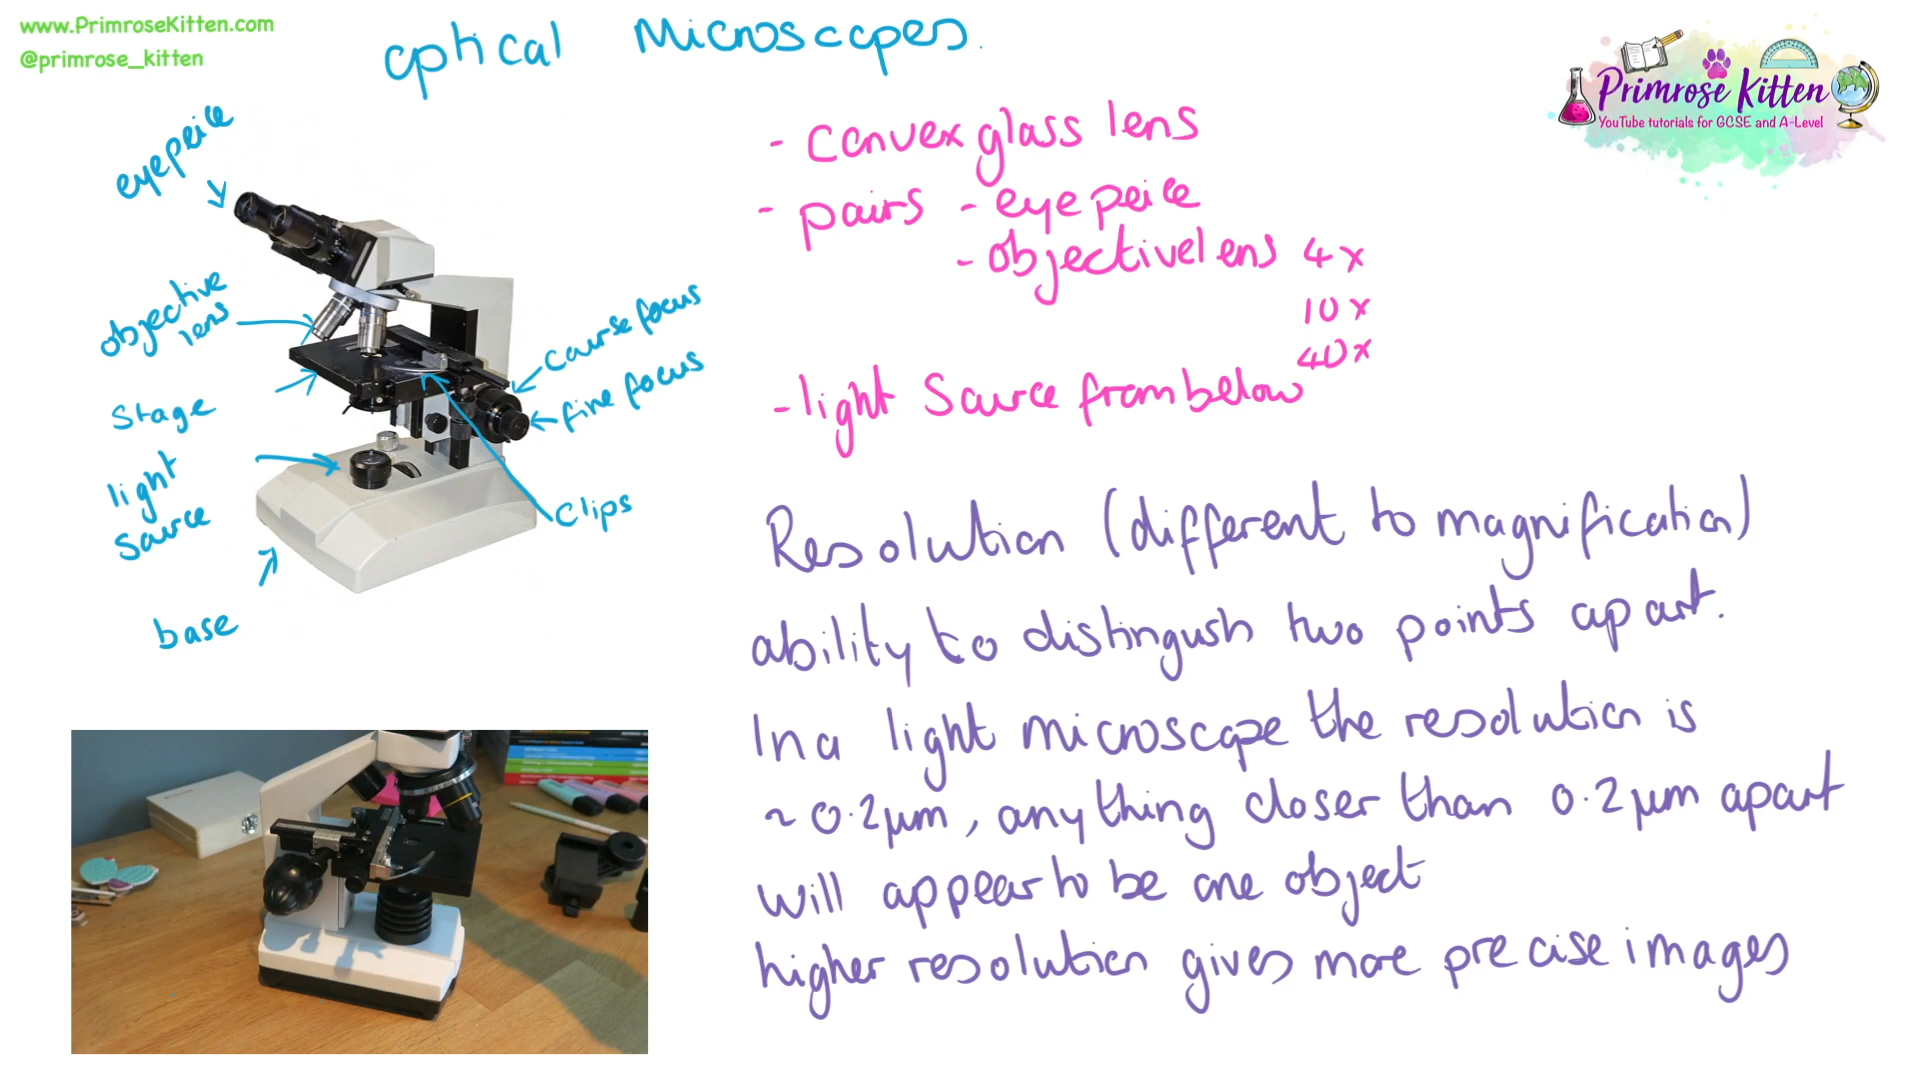 www.PrimroseKitten.com
@primrose_kitten
optical Microscopes.
Primrose Kitten
YouTube tutorials for GCSE and A-Level
eyepeice
objective
lens
Stage
light
Source
base
course focus
fine focus
Clips
- convex glass lens
- pairs - eyepeice
- objective lens 4x
10x
40x
- light Source from below
Resolution (different to magnification)
ability to distingush two points apart.
In a light microscope the resolution is
~ 0.2μm, anything closer than 0.2μm apart
will appear to be one object
higher resolution gives more precise images